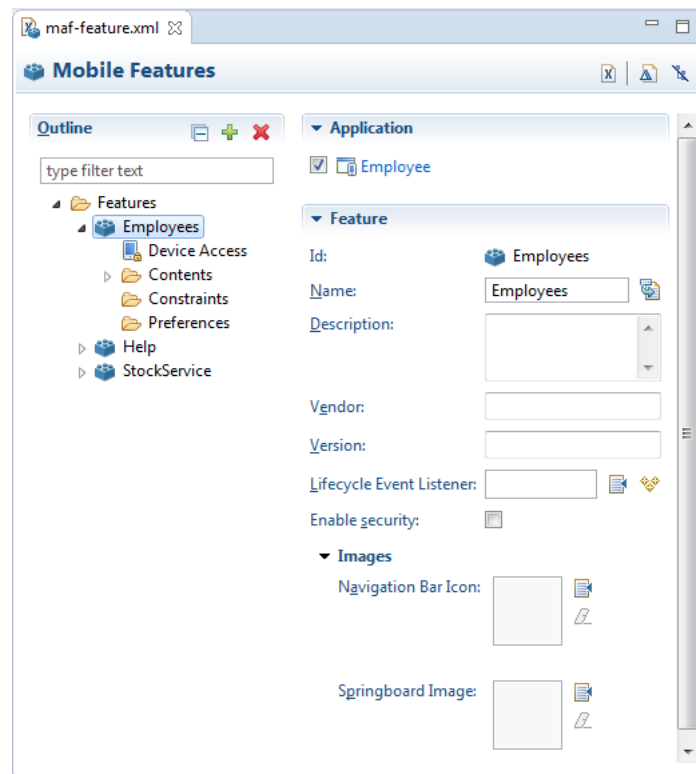 maf-feature.xml
Mobile Features
Outline
type filter text
Features
Employees
Device Access
Contents
Constraints
Preferences
Help
StockService
Application
Employee
Feature
Id: Employees
Name: Employees
Description:
Vendor:
Version:
Lifecycle Event Listener:
Enable security:
Images
Navigation Bar Icon:
Springboard Image: